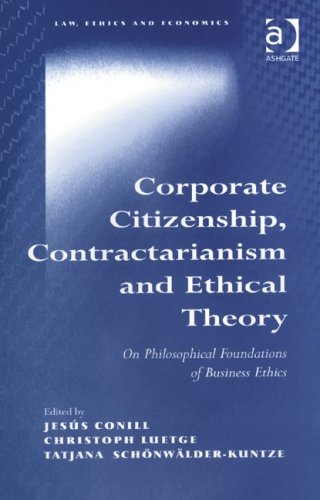 LAW, ETHICS AND ECONOMICS
A
ASHGATE
Corporate
Citizenship,
Contractarianism
and Ethical
Theory
On Philosophical Foundations
of Business Ethics
Edited by
JESÚS CONILL
CHRISTOPH LUETGE
TATJANA SCHÖNWÄLDER-KUNTZE